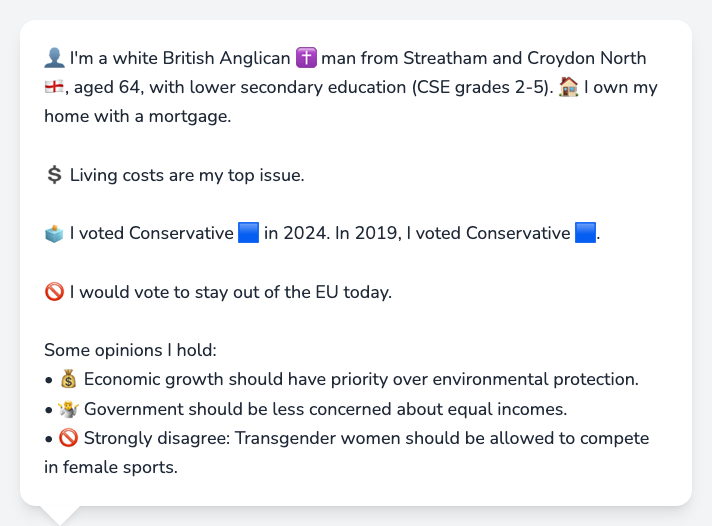 👤 I'm a white British Anglican ✝️ man from Streatham and Croydon North
🏴󠁧󠁢󠁥󠁮󠁧󠁿, aged 64, with lower secondary education (CSE grades 2-5). 🏠 I own my
home with a mortgage.
💲 Living costs are my top issue.
🗳️ I voted Conservative 🟦 in 2024. In 2019, I voted Conservative 🟦.
🚫 I would vote to stay out of the EU today.
Some opinions I hold:
• 💰 Economic growth should have priority over environmental protection.
• 🤷 Government should be less concerned about equal incomes.
• 🚫 Strongly disagree: Transgender women should be allowed to compete
in female sports.